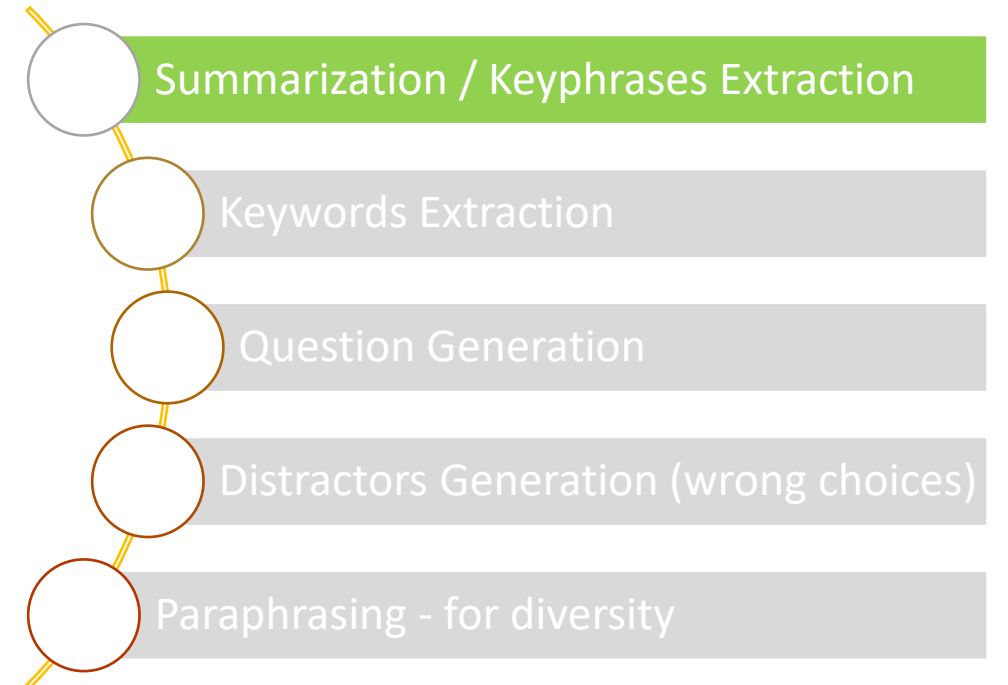 Summarization / Keyphrases Extraction
Keywords Extraction
Question Generation
Distractors Generation (wrong choices)
Paraphrasing - for diversity